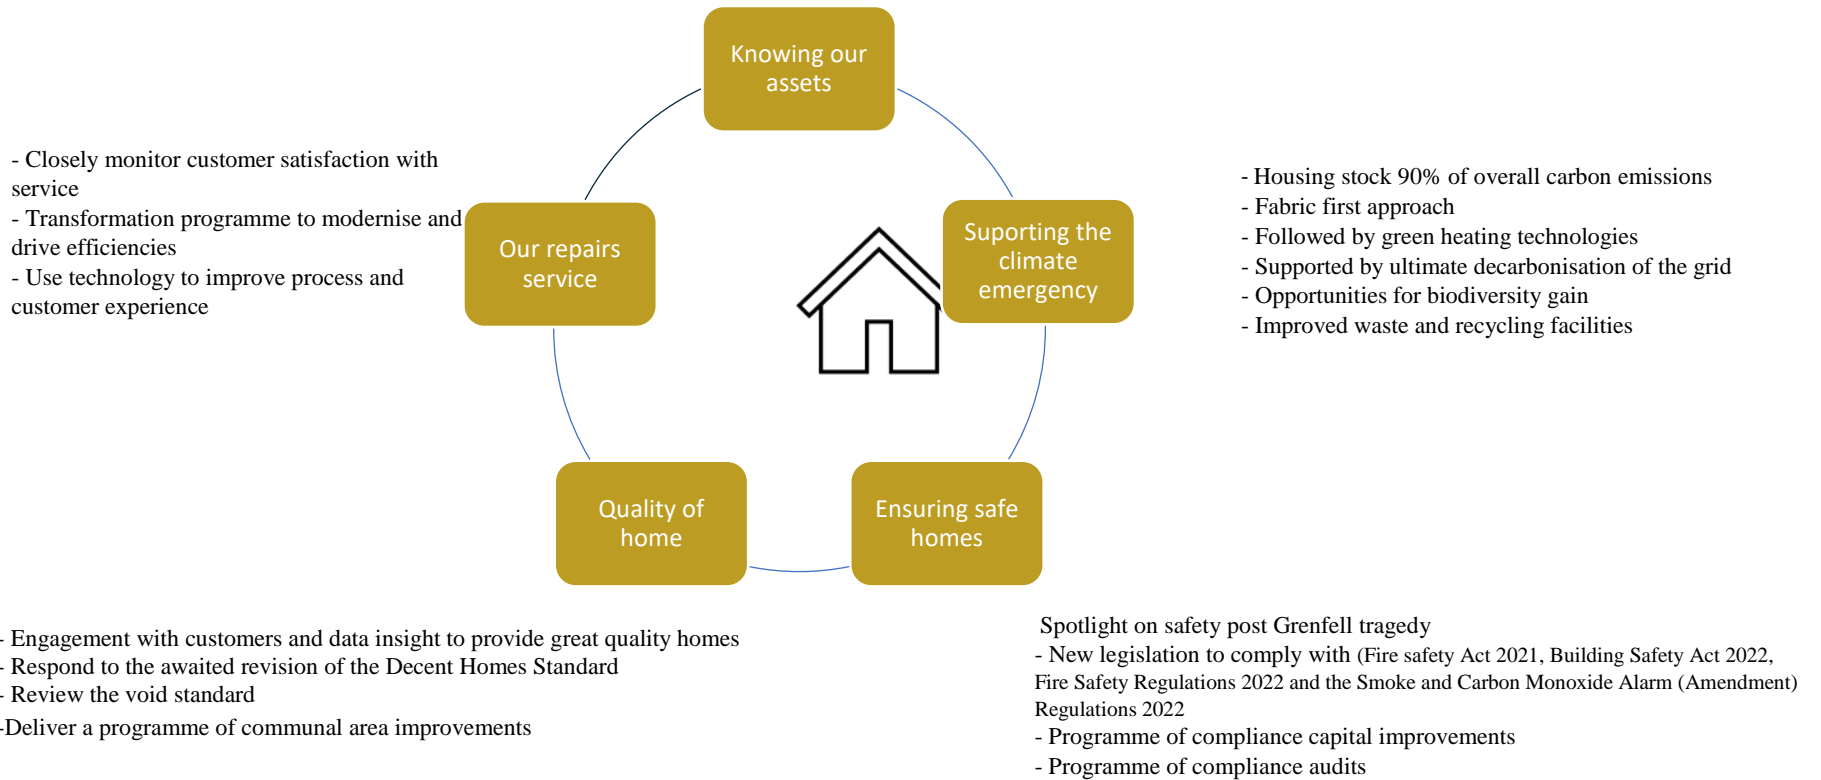 Knowing our
assets
- Closely monitor customer satisfaction with
service
- Transformation programme to modernise and
drive efficiencies
- Use technology to improve process and
customer experience
Our repairs
service
Suporting the
climate
emergency
- Housing stock 90% of overall carbon emissions
- Fabric first approach
- Followed by green heating technologies
- Supported by ultimate decarbonisation of the grid
- Opportunities for biodiversity gain
- Improved waste and recycling facilities
Quality of
home
Ensuring safe
homes
- Engagement with customers and data insight to provide great quality homes
- Respond to the awaited revision of the Decent Homes Standard
- Review the void standard
-Deliver a programme of communal area improvements
Spotlight on safety post Grenfell tragedy
- New legislation to comply with (Fire safety Act 2021, Building Safety Act 2022,
Fire Safety Regulations 2022 and the Smoke and Carbon Monoxide Alarm (Amendment)
Regulations 2022
- Programme of compliance capital improvements
- Programme of compliance audits